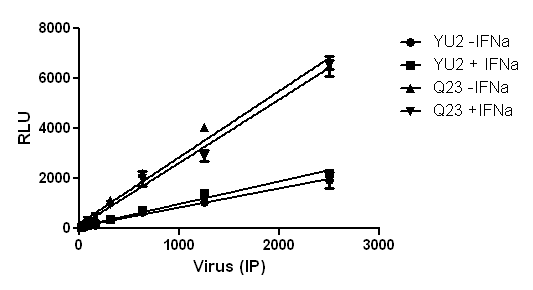 8000
6000
4000
2000
0
RLU
0
1000
2000
3000
Virus (IP)
YU2 -IFNa
YU2 + IFNa
Q23 -IFNa
Q23 +IFNa